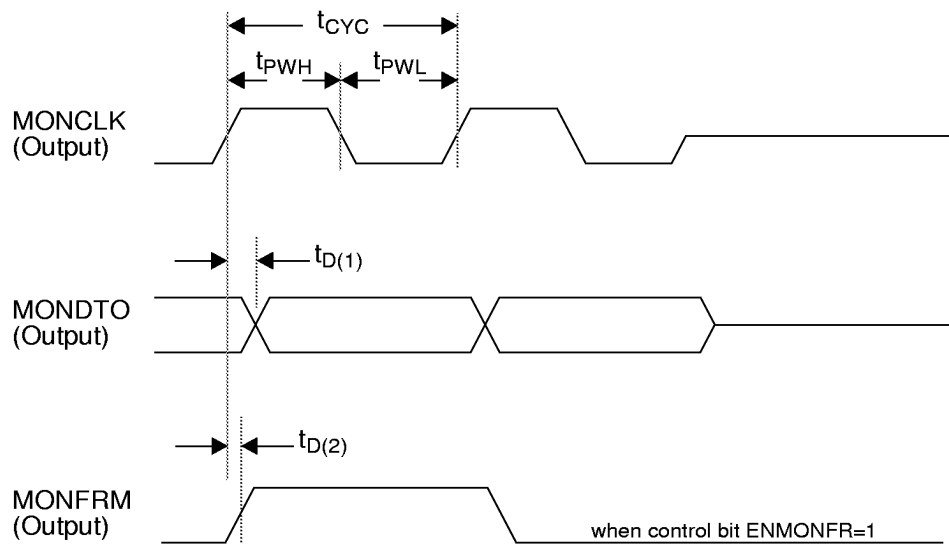 tCYC
tPWH tPWL
MONCLK
(Output)
tD(1)
MONDTO
(Output)
tD(2)
MONFRM
(Output)
when control bit ENMONFR=1